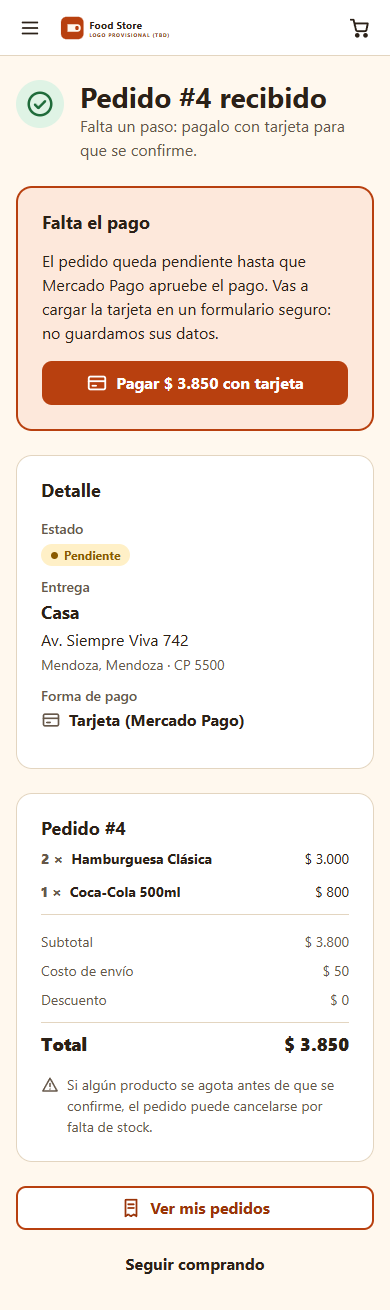 Food Store
LOGO PROVISIONAL (TBD)
Pedido #4 recibido
Falta un paso: pagalo con tarjeta para
que se confirme.
Falta el pago
El pedido queda pendiente hasta que
Mercado Pago apruebe el pago. Vas a
cargar la tarjeta en un formulario seguro:
no guardamos sus datos.
Pagar $ 3.850 con tarjeta
Detalle
Estado
Pendiente
Entrega
Casa
Av. Siempre Viva 742
Mendoza, Mendoza · CP 5500
Forma de pago
Tarjeta (Mercado Pago)
Pedido #4
2 × Hamburguesa Clásica $ 3.000
1 × Coca-Cola 500ml $ 800
Subtotal $ 3.800
Costo de envío $ 50
Descuento $ 0
Total $ 3.850
Si algún producto se agota antes de que se
confirme, el pedido puede cancelarse por
falta de stock.
Ver mis pedidos
Seguir comprando